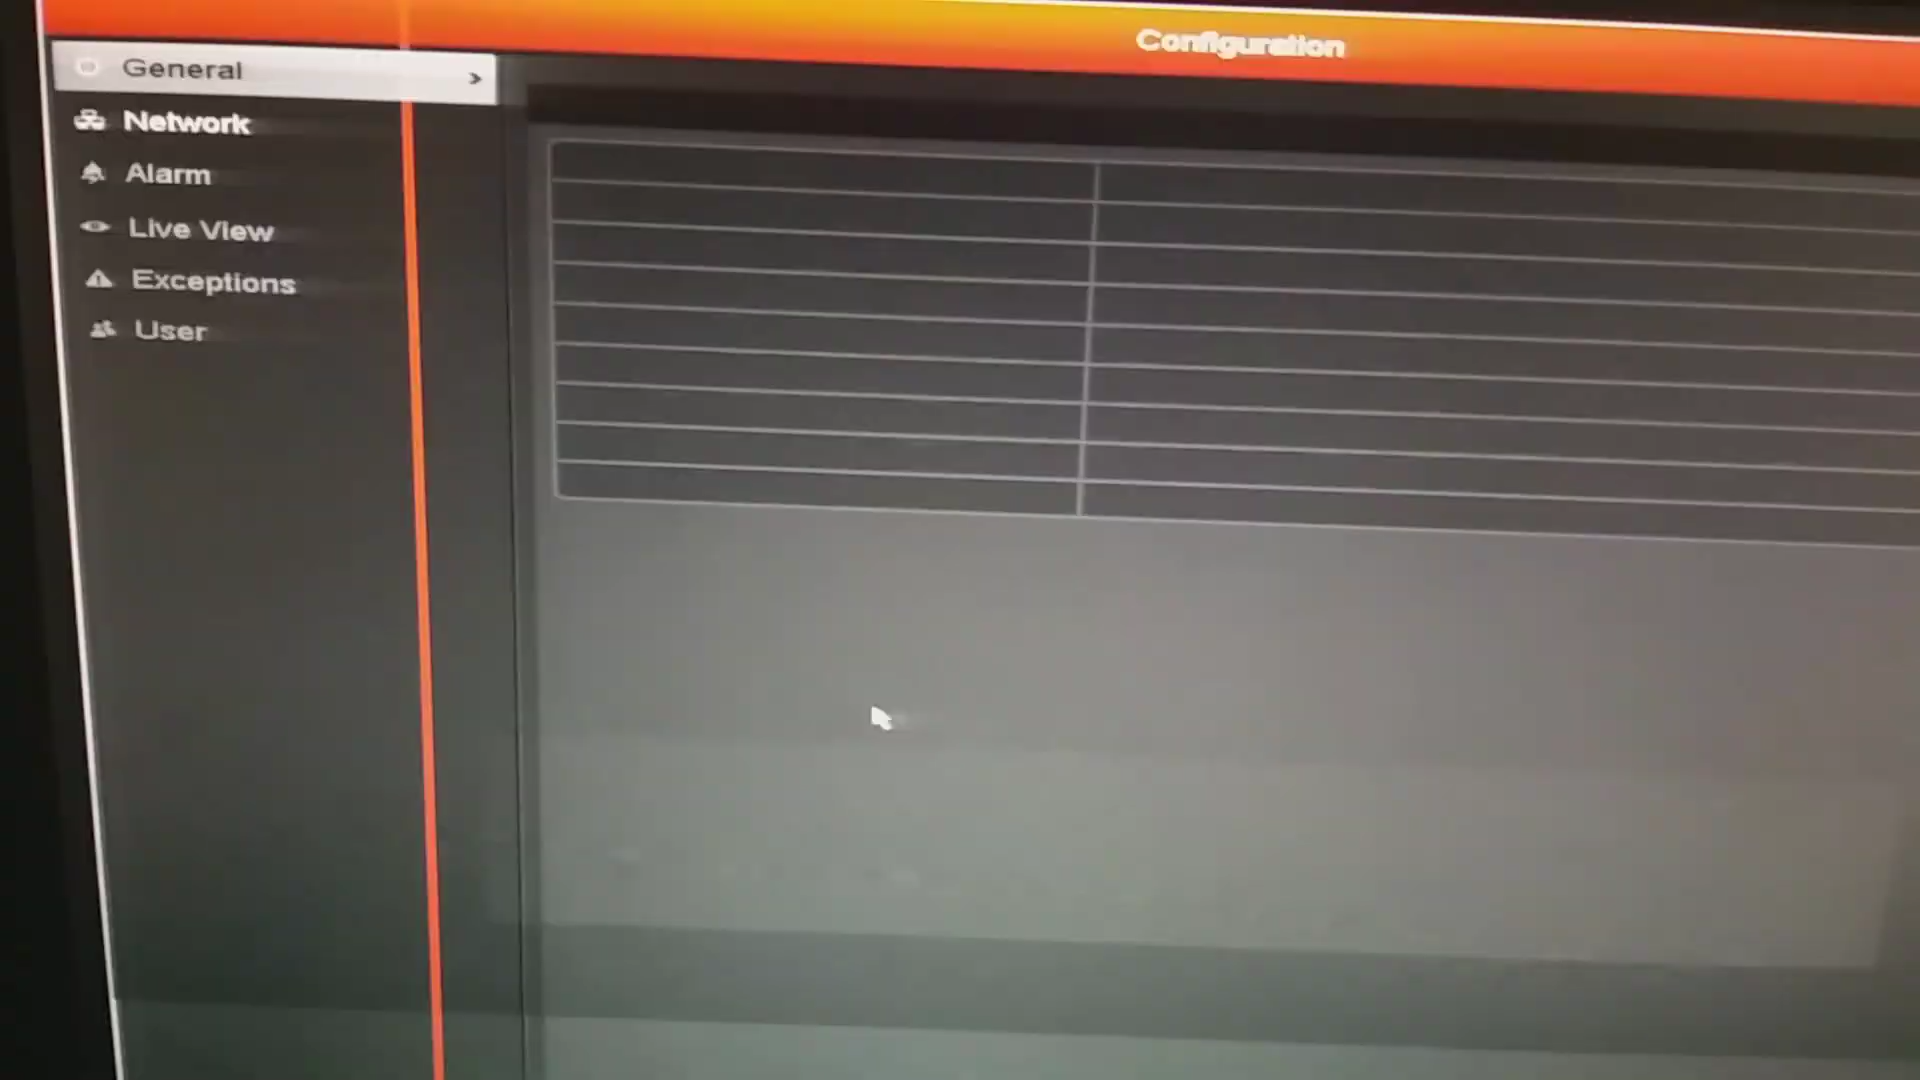 Configuration
General
Network
Alarm
Live View
Exceptions
User